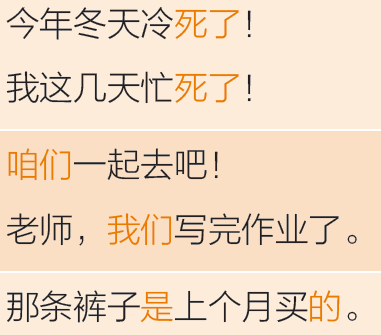 今年冬天冷死了！
我这几天忙死了！
咱们一起去吧！
老师，我们写完作业了。
那条裤子是上个月买的。